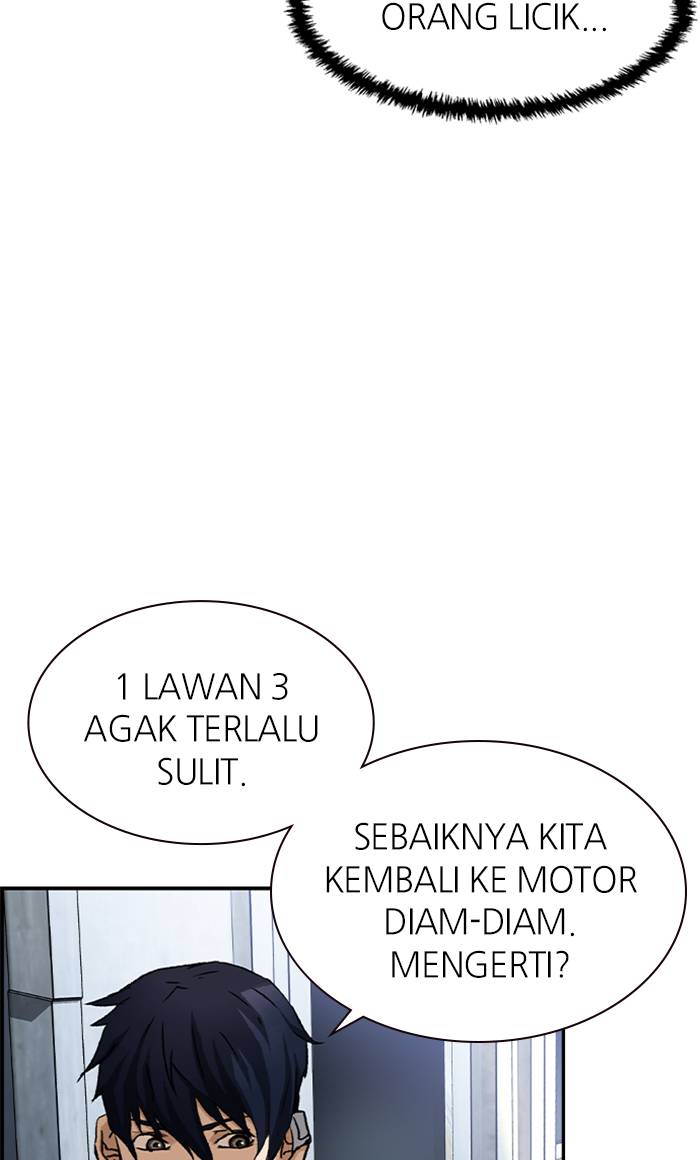 ORANG LICIK...
1 LAWAN 3
AGAK TERLALU
SULIT.
SEBAIKNYA KITA
KEMBALI KE MOTOR
DIAM-DIAM.
MENGERTI?